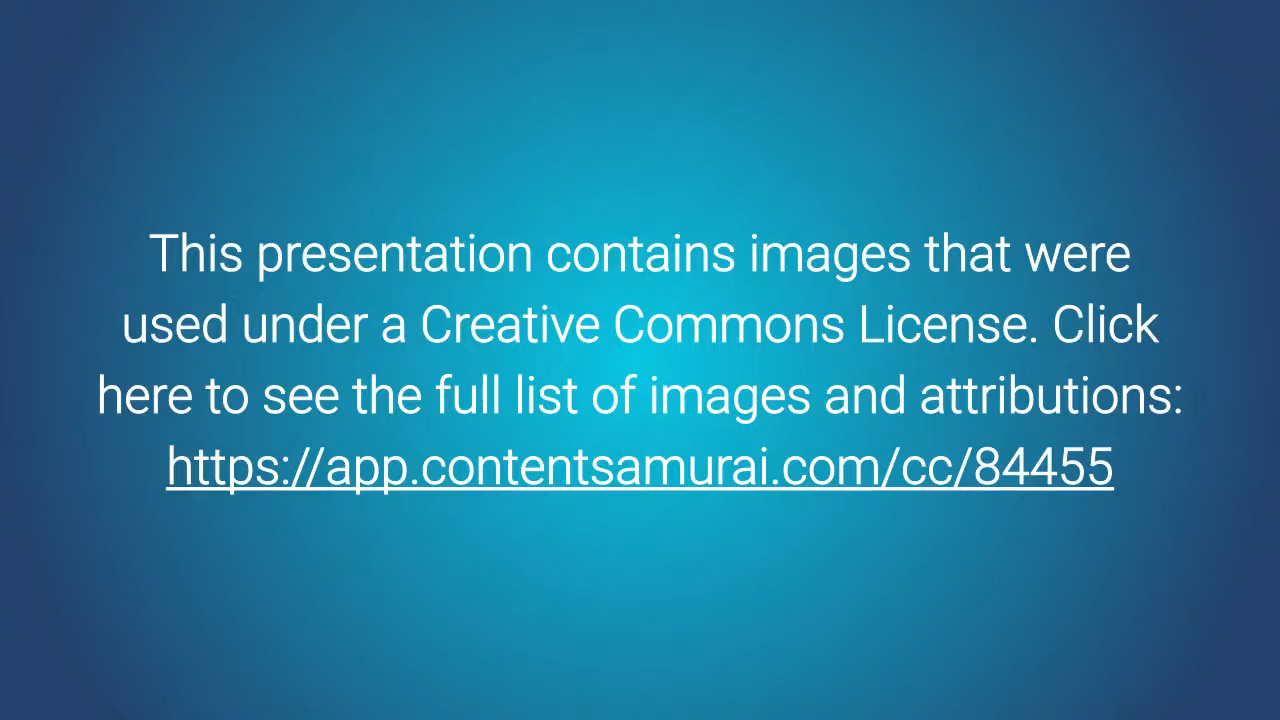 This presentation contains images that were
used under a Creative Commons License. Click
here to see the full list of images and attributions:
https://app.contentsamurai.com/cc/84455